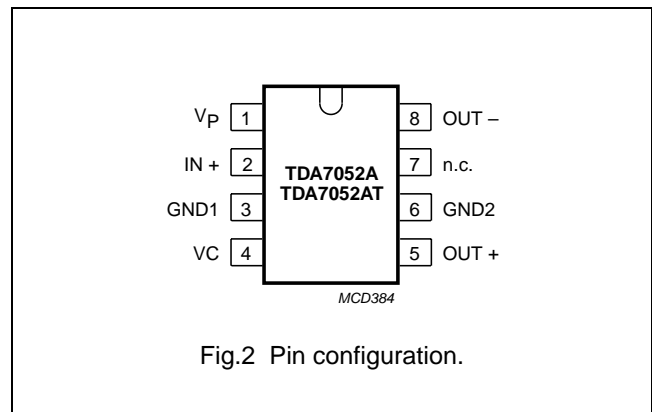 VP 1 8 OUT –
IN + 2 7 n.c.
TDA7052A
TDA7052AT
GND1 3 6 GND2
VC 4 5 OUT +
MCD384
Fig.2 Pin configuration.